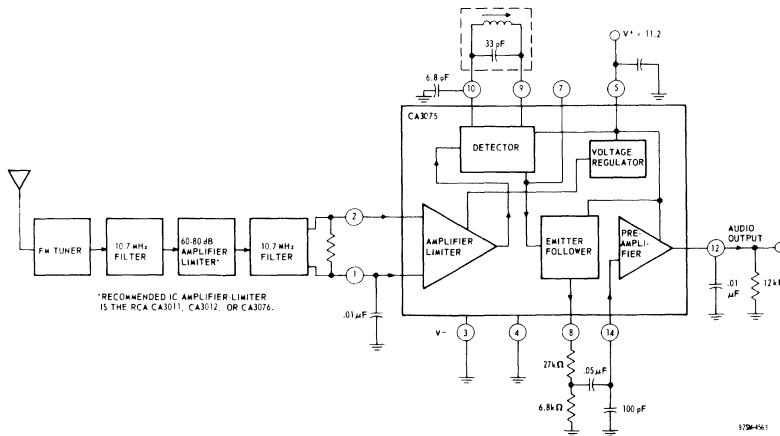 33 pF
V+ = 11.2
6.8 pF
10
9
7
5
CA3075
DETECTOR
VOLTAGE
REGULATOR
FM TUNER
10.7 MHz
FILTER
60-80 dB
AMPLIFIER
LIMITER*
10.7 MHz
FILTER
2
1
AMPLIFIER
LIMITER
EMITTER
FOLLOWER
PRE-
AMPLI-
FIER
12
AUDIO
OUTPUT
.01
μF
12k
*RECOMMENDED IC AMPLIFIER-LIMITER
IS THE RCA CA3011, CA3012, OR CA3076.
.01 μF
V-
3
4
8
14
27kΩ
.05 μF
6.8kΩ
100 pF
92SM-4563